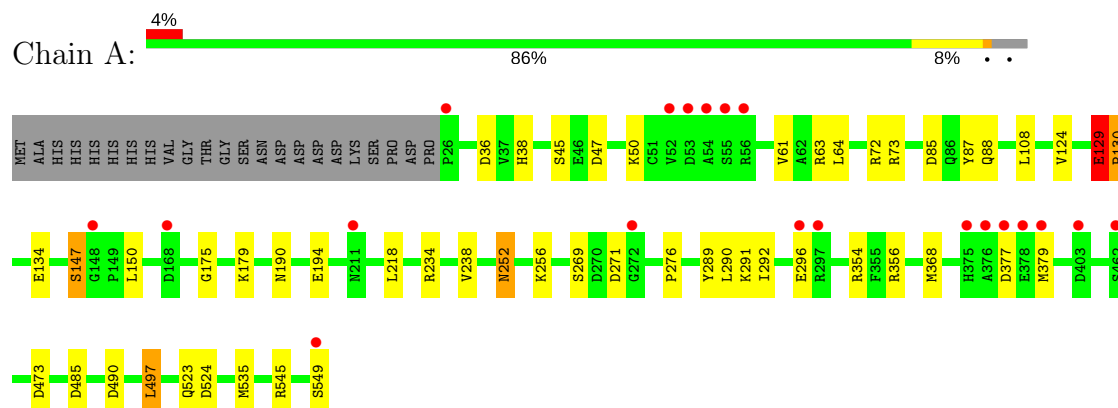 4%
Chain A:
86% 8% • •
MET ALA HIS HIS HIS HIS HIS HIS VAL GLY THR GLY SER ASN ASP ASP ASP ASP LYS SER PRO ASP PRO P26 D36 V37 H38 S45 E46 D47 K50 C51 V52 D53 A54 S55 R56 V61 A62 R63 L64 R72 R73 D85 Q86 Y87 Q88 L108 V124 E129
E134 S147 G148 P149 L150 D168 G175 K179 N190 E194 N211 L218 R234 V238 N252 K256 S269 D270 D271 G272 P276 Y289 L290 K291 I292 E296 R297 R354 F355 R356 M368 H375 A376 D377 E378 M379 D403
D473 D485 D490 L497 Q523 D524 M535 R545 S549